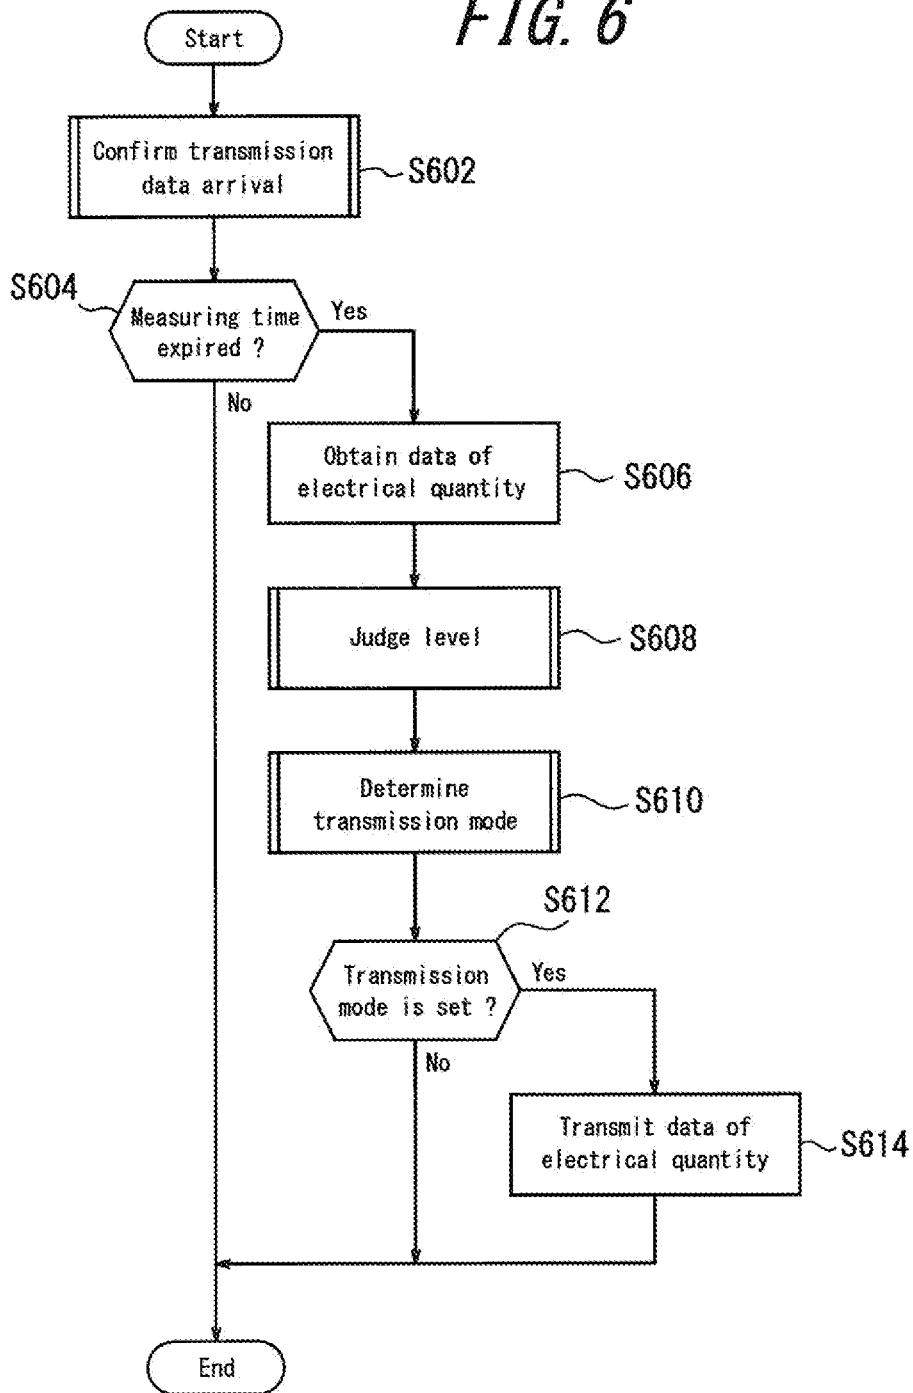 FIG. 6
Start
Confirm transmission
data arrival
S602
S604
Measuring time
expired ?
Yes
No
Obtain data of
electrical quantity
S606
Judge level
S608
Determine
transmission mode
S610
S612
Transmission
mode is set ?
Yes
No
Transmit data of
electrical quantity
S614
End